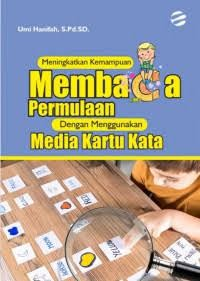 Umi Hanifah, S.Pd.SD.
Meningkatkan Kemampuan
Membaca
Permulaan
Dengan Menggunakan
Media Kartu Kata